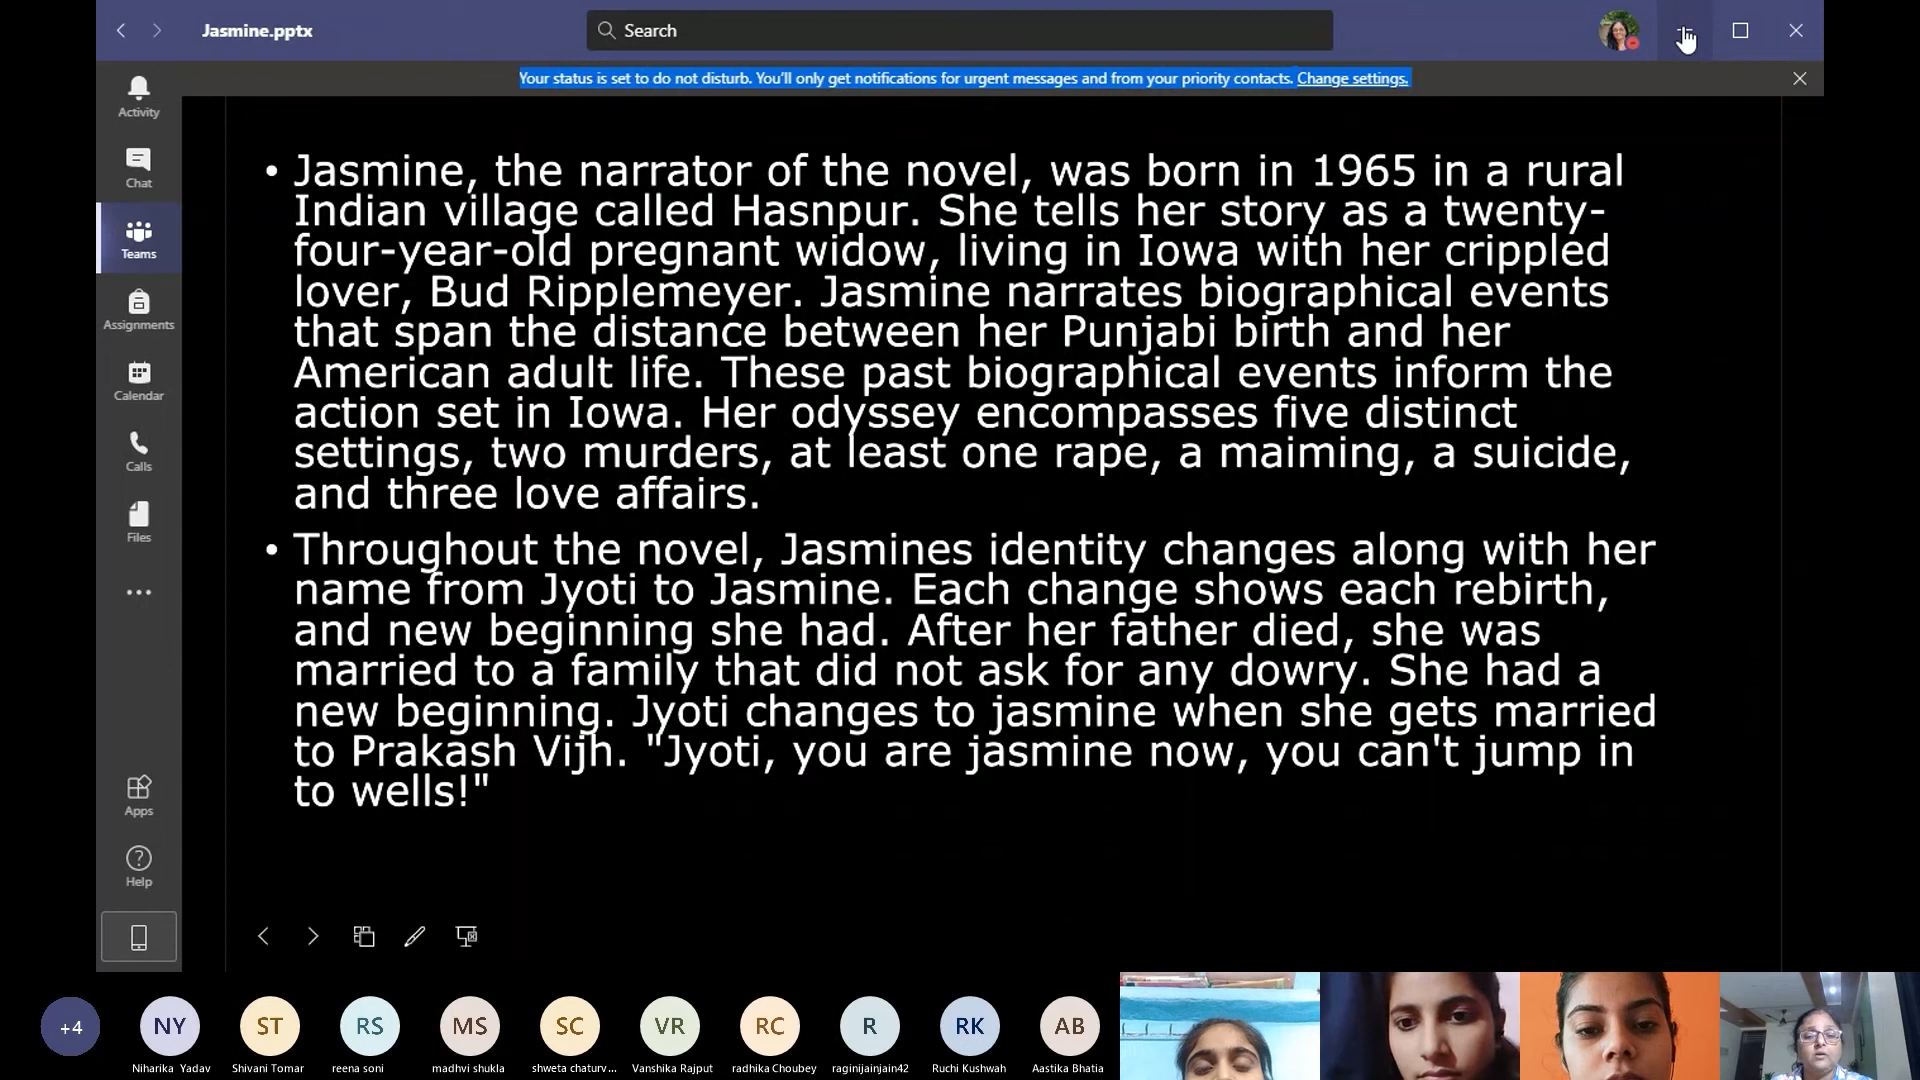 Jasmine.pptx
Search
Your status is set to do not disturb. You'll only get notifications for urgent messages and from your priority contacts. Change settings.
Activity
Chat
Teams
Assignments
Calendar
Calls
Files
Apps
Help
• Jasmine, the narrator of the novel, was born in 1965 in a rural
Indian village called Hasnpur. She tells her story as a twenty-
four-year-old pregnant widow, living in Iowa with her crippled
lover, Bud Ripplemeyer. Jasmine narrates biographical events
that span the distance between her Punjabi birth and her
American adult life. These past biographical events inform the
action set in Iowa. Her odyssey encompasses five distinct
settings, two murders, at least one rape, a maiming, a suicide,
and three love affairs.
• Throughout the novel, Jasmines identity changes along with her
name from Jyoti to Jasmine. Each change shows each rebirth,
and new beginning she had. After her father died, she was
married to a family that did not ask for any dowry. She had a
new beginning. Jyoti changes to jasmine when she gets married
to Prakash Vijh. "Jyoti, you are jasmine now, you can't jump in
to wells!"
+4 NY ST RS MS SC VR RC R RK AB
Niharika Yadav Shivani Tomar reena soni madhvi shukla shweta chaturv... Vanshika Rajput radhika Choubey raginijainjain42 Ruchi Kushwah Aastika Bhatia